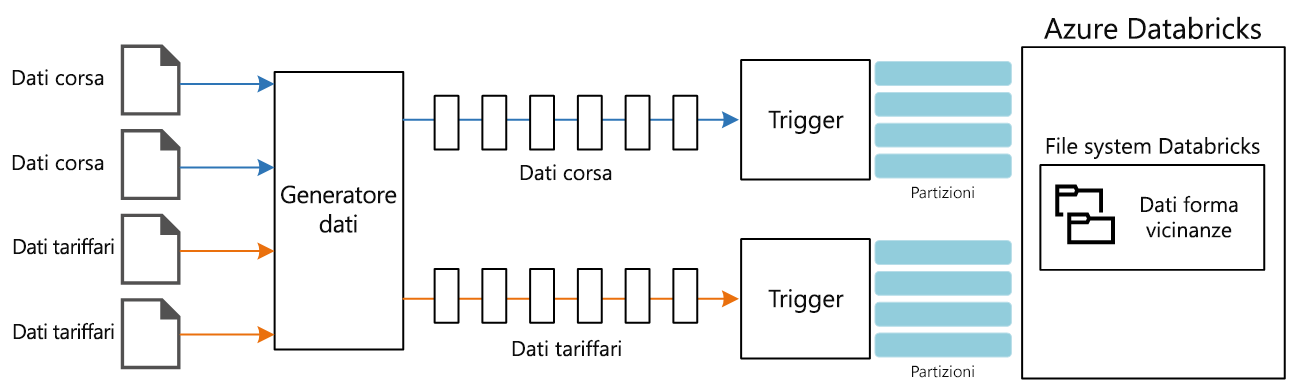 Dati corsa
Dati corsa
Dati tariffari
Dati tariffari
Generatore
dati
Dati corsa
Dati tariffari
Trigger
Partizioni
Trigger
Partizioni
Azure Databricks
File system Databricks
Dati forma
vicinanze